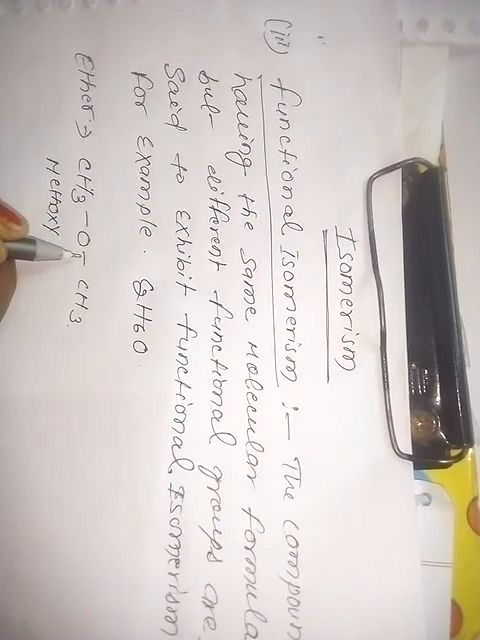 Isomerism
(iii) functional Isomerism :- The compoun
having the same Molecular formula
but different functional groups are
said to exhibit functional Isomerism
for Example. C2H6O.
Ether → CH3-O-CH3.
Methoxy